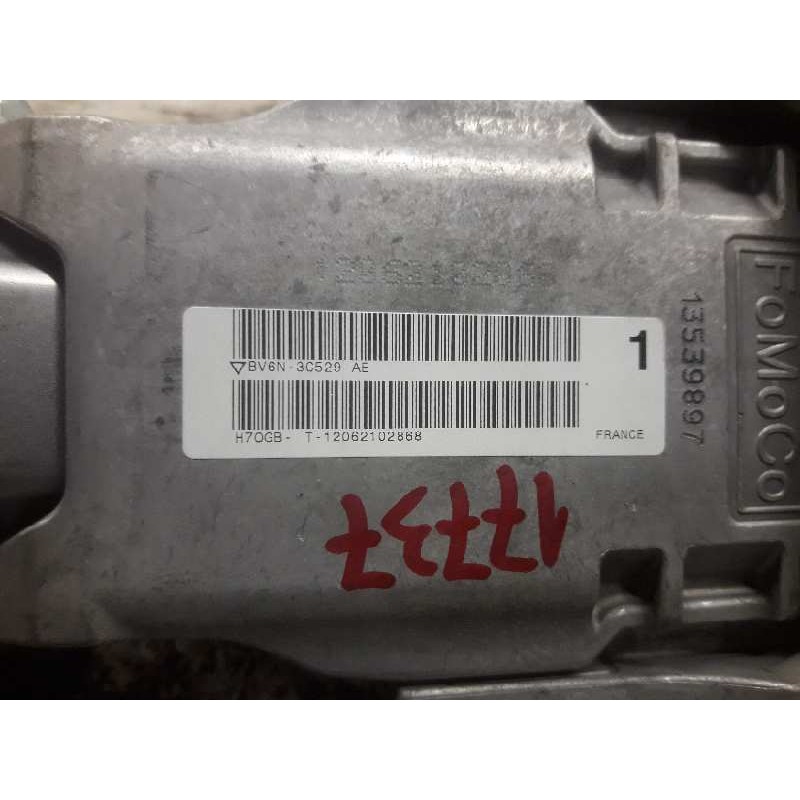 ▽BV6N-3C529 AE
1
H7OGB- T-12062102868
FRANCE
17737
13539897
FoMoCo